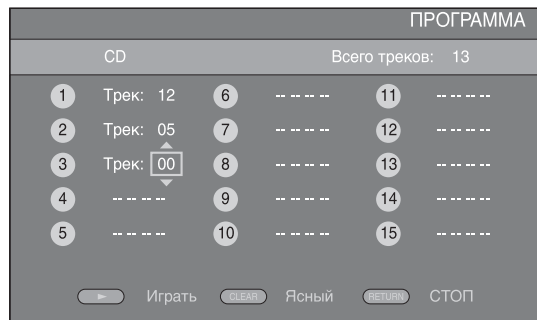 ПРОГРАММА
CD Всего треков: 13
1 Трек: 12 6 -- -- -- -- 11 -- -- -- --
2 Трек: 05 7 -- -- -- -- 12 -- -- -- --
3 Трек: 00 8 -- -- -- -- 13 -- -- -- --
4 -- -- -- -- 9 -- -- -- -- 14 -- -- -- --
5 -- -- -- -- 10 -- -- -- -- 15 -- -- -- --
Играть CLEAR Ясный RETURN СТОП